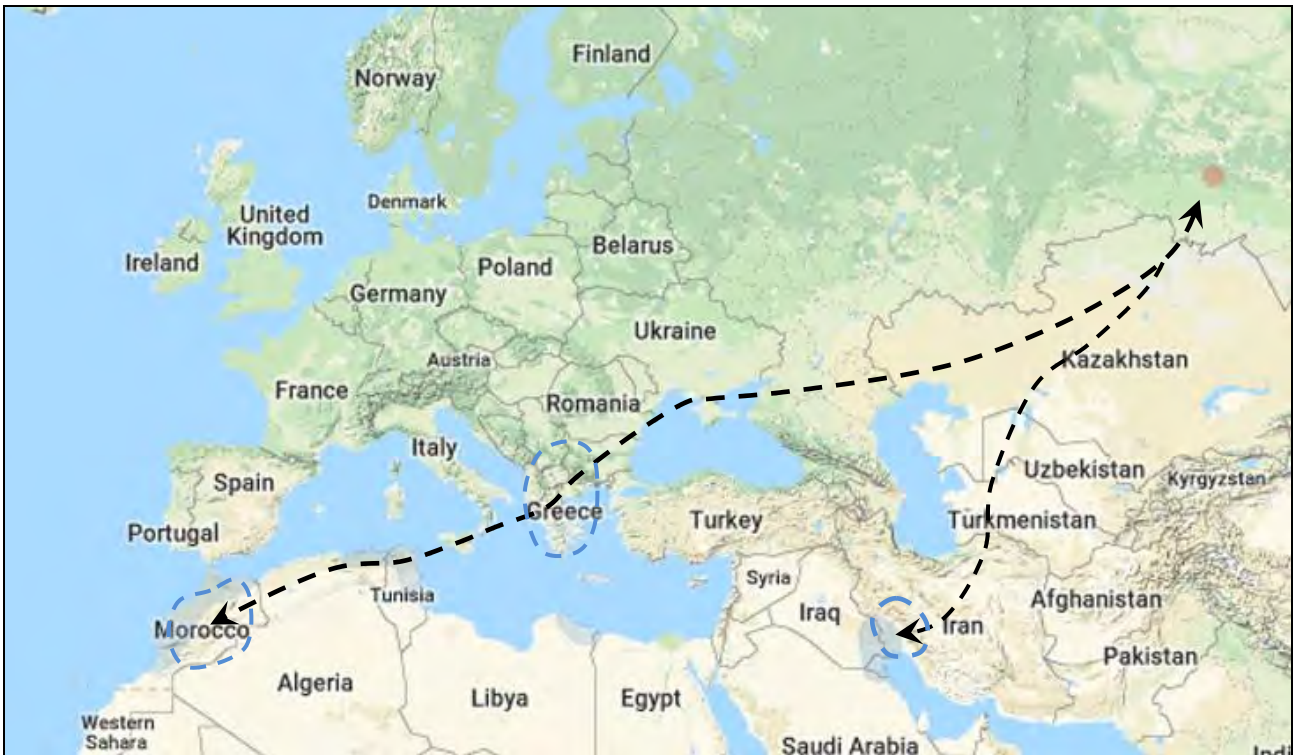 Finland
Norway
Denmark
United
Kingdom
Ireland
Belarus
Poland
Germany
Ukraine
Austria
Kazakhstan
France
Romania
Italy
Uzbekistan
Kyrgyzstan
Spain
Greece
Portugal
Turkey
Turkmenistan
Syria
Tunisia
Afghanistan
Iraq
Iran
Morocco
Pakistan
Algeria
Libya
Egypt
Western
Sahara
Saudi Arabia
Indi